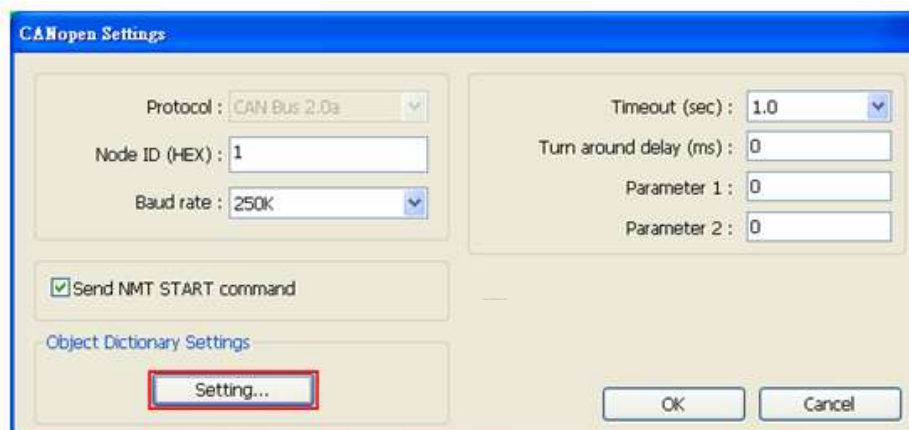 CANopen Settings
Protocol : CAN Bus 2.0a
Node ID (HEX) : 1
Baud rate : 250K
Timeout (sec) : 1.0
Turn around delay (ms) : 0
Parameter 1 : 0
Parameter 2 : 0
Send NMT START command
Object Dictionary Settings
Setting...
OK
Cancel